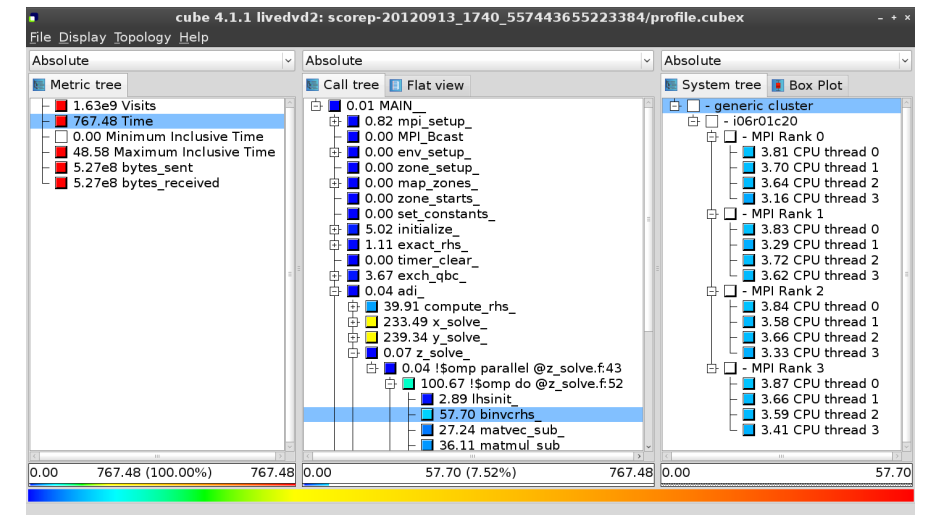 cube 4.1.1 livedvd2: scorep-20120913_1740_557443655223384/profile.cubex
File Display Topology Help
Absolute
Absolute
Absolute
Metric tree
1.63e9 Visits
767.48 Time
0.00 Minimum Inclusive Time
48.58 Maximum Inclusive Time
5.27e8 bytes_sent
5.27e8 bytes_received
0.00 767.48 (100.00%) 767.48
Call tree Flat view
0.01 MAIN__
0.82 mpi_setup_
0.00 MPI_Bcast
0.00 env_setup_
0.00 zone_setup_
0.00 map_zones_
0.00 zone_starts_
0.00 set_constants_
5.02 initialize_
1.11 exact_rhs_
0.00 timer_clear_
3.67 exch_qbc_
0.04 adi_
39.91 compute_rhs_
233.49 x_solve_
239.34 y_solve_
0.07 z_solve_
0.04 !$omp parallel @z_solve.f:43
100.67 !$omp do @z_solve.f:52
2.89 lhsinit_
57.70 binvcrhs_
27.24 matvec_sub_
36.11 matmul_sub
0.00 57.70 (7.52%) 767.48
System tree Box Plot
- generic cluster
- i06r01c20
- MPI Rank 0
3.81 CPU thread 0
3.70 CPU thread 1
3.64 CPU thread 2
3.16 CPU thread 3
- MPI Rank 1
3.83 CPU thread 0
3.29 CPU thread 1
3.72 CPU thread 2
3.62 CPU thread 3
- MPI Rank 2
3.84 CPU thread 0
3.58 CPU thread 1
3.66 CPU thread 2
3.33 CPU thread 3
- MPI Rank 3
3.87 CPU thread 0
3.66 CPU thread 1
3.59 CPU thread 2
3.41 CPU thread 3
0.00 57.70